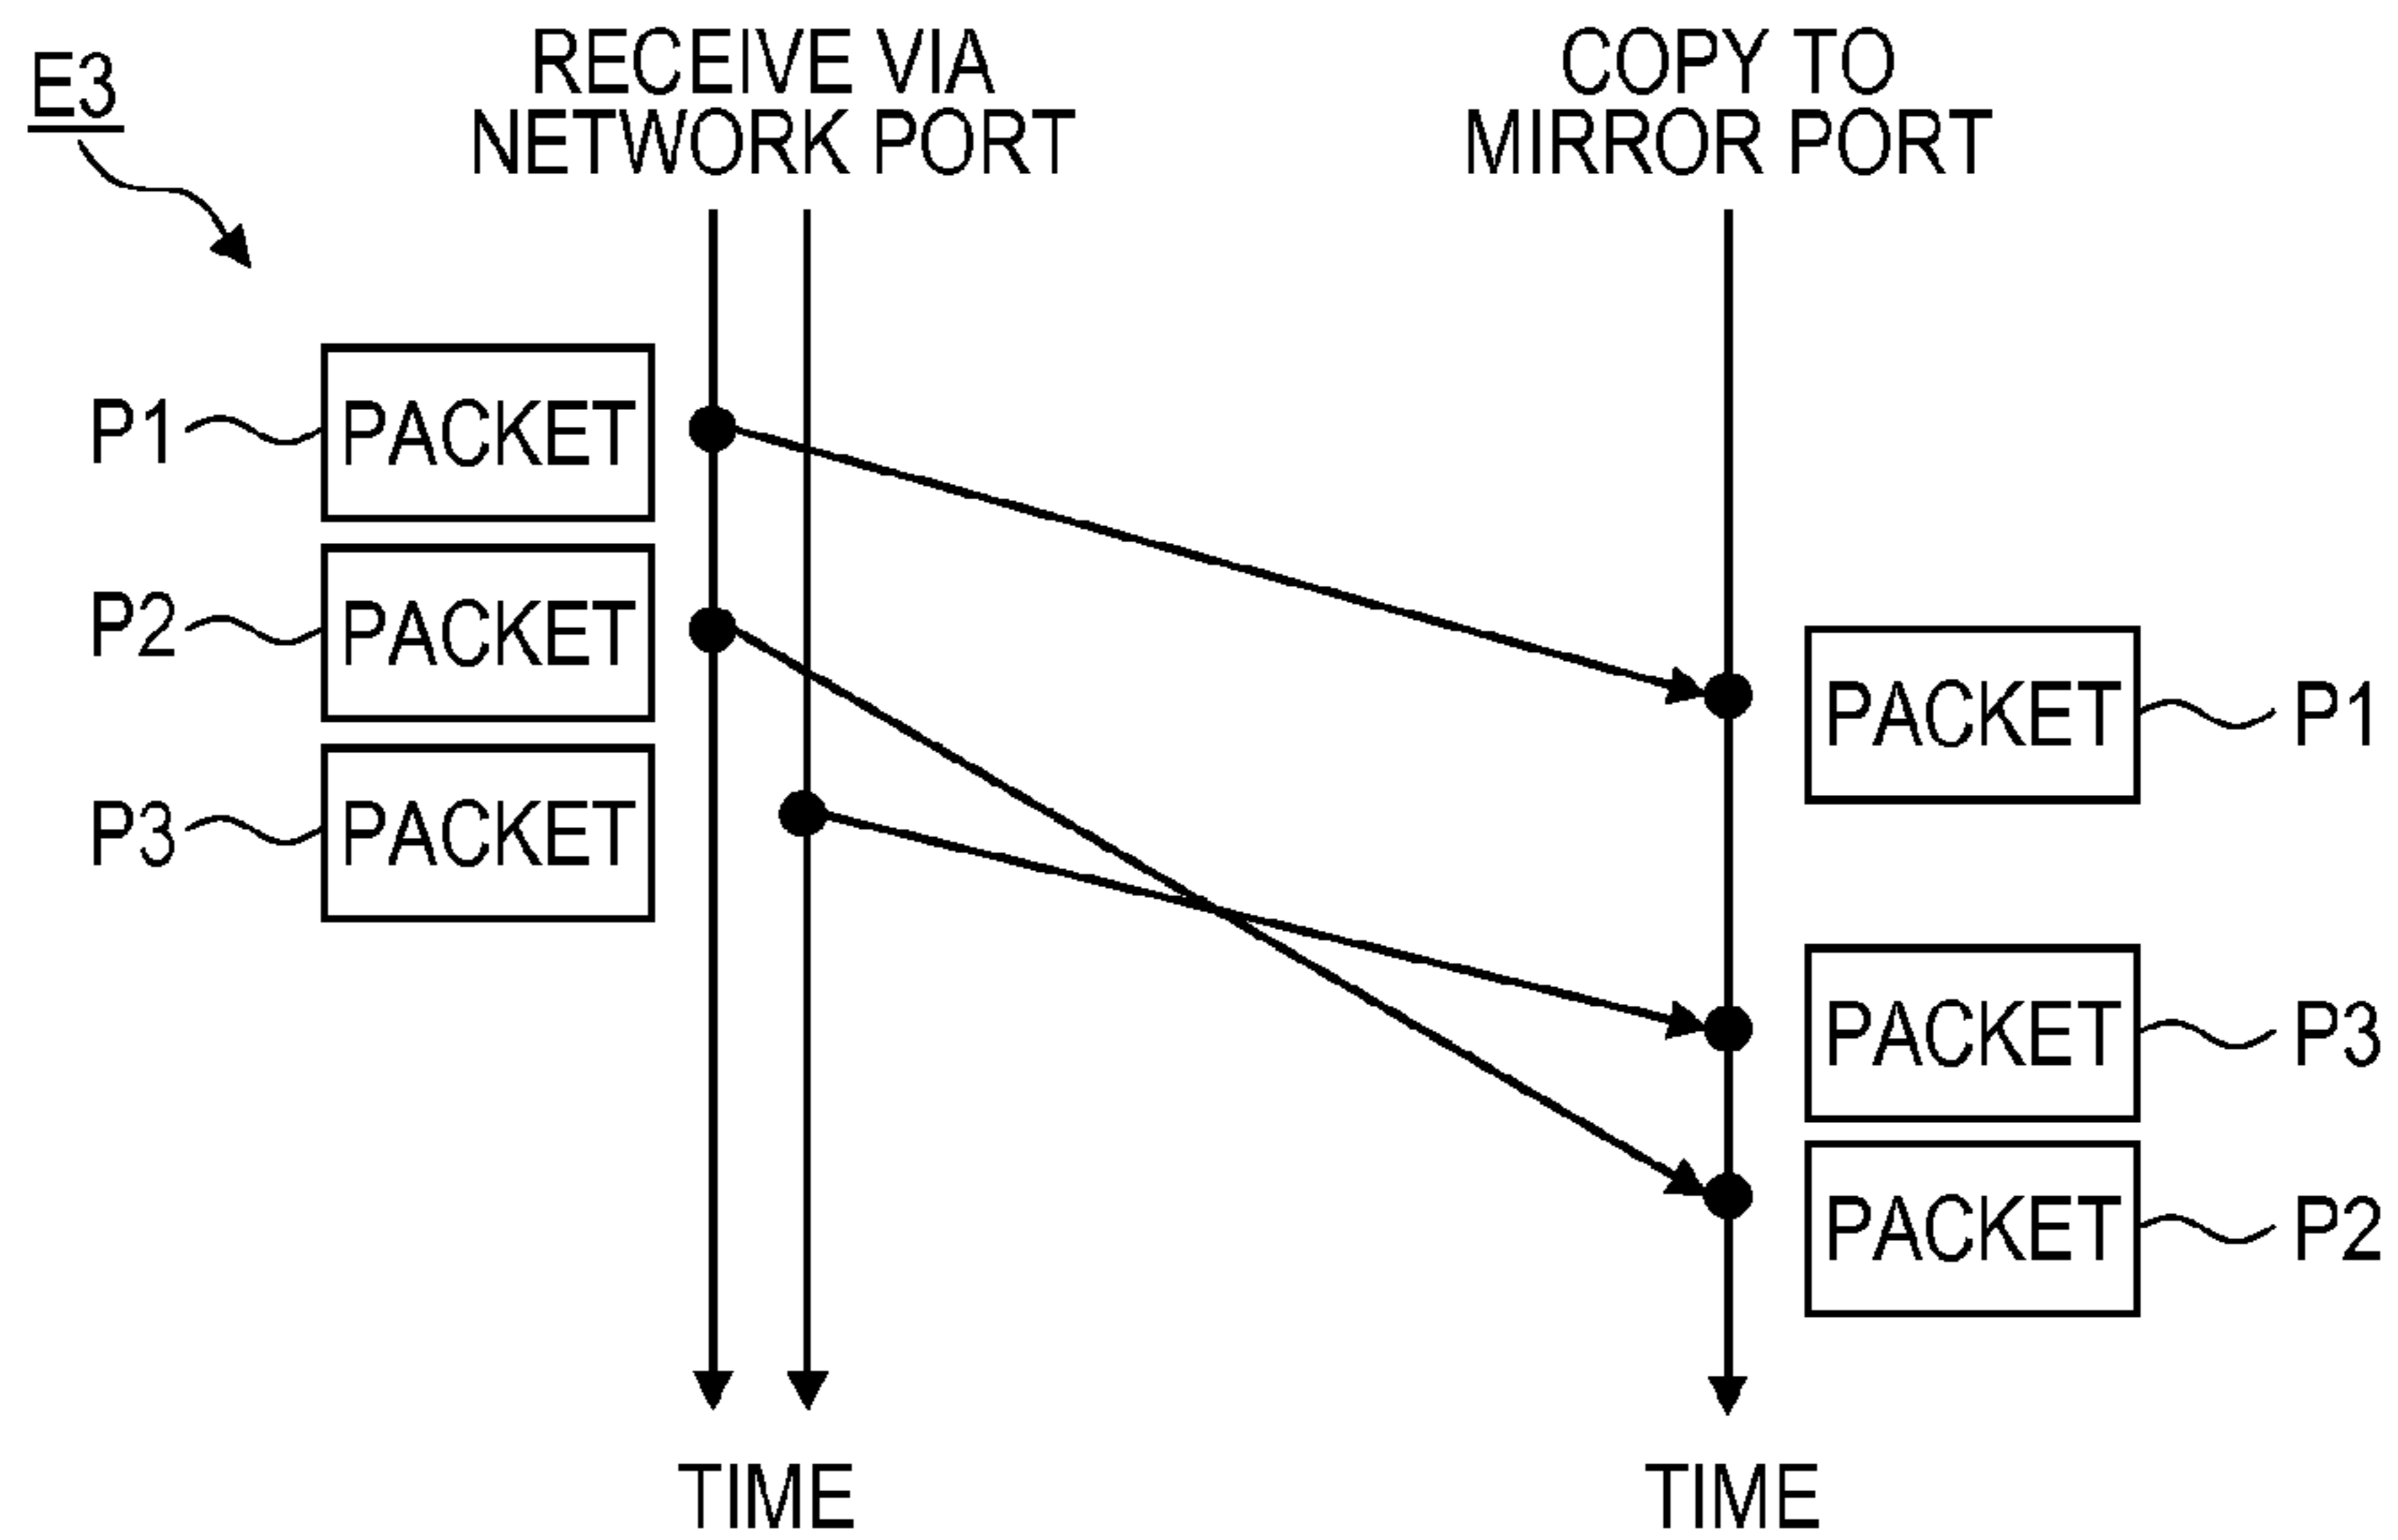 E3
RECEIVE VIA
NETWORK PORT
COPY TO
MIRROR PORT
P1 PACKET
P2 PACKET
P3 PACKET
PACKET P1
PACKET P3
PACKET P2
TIME
TIME